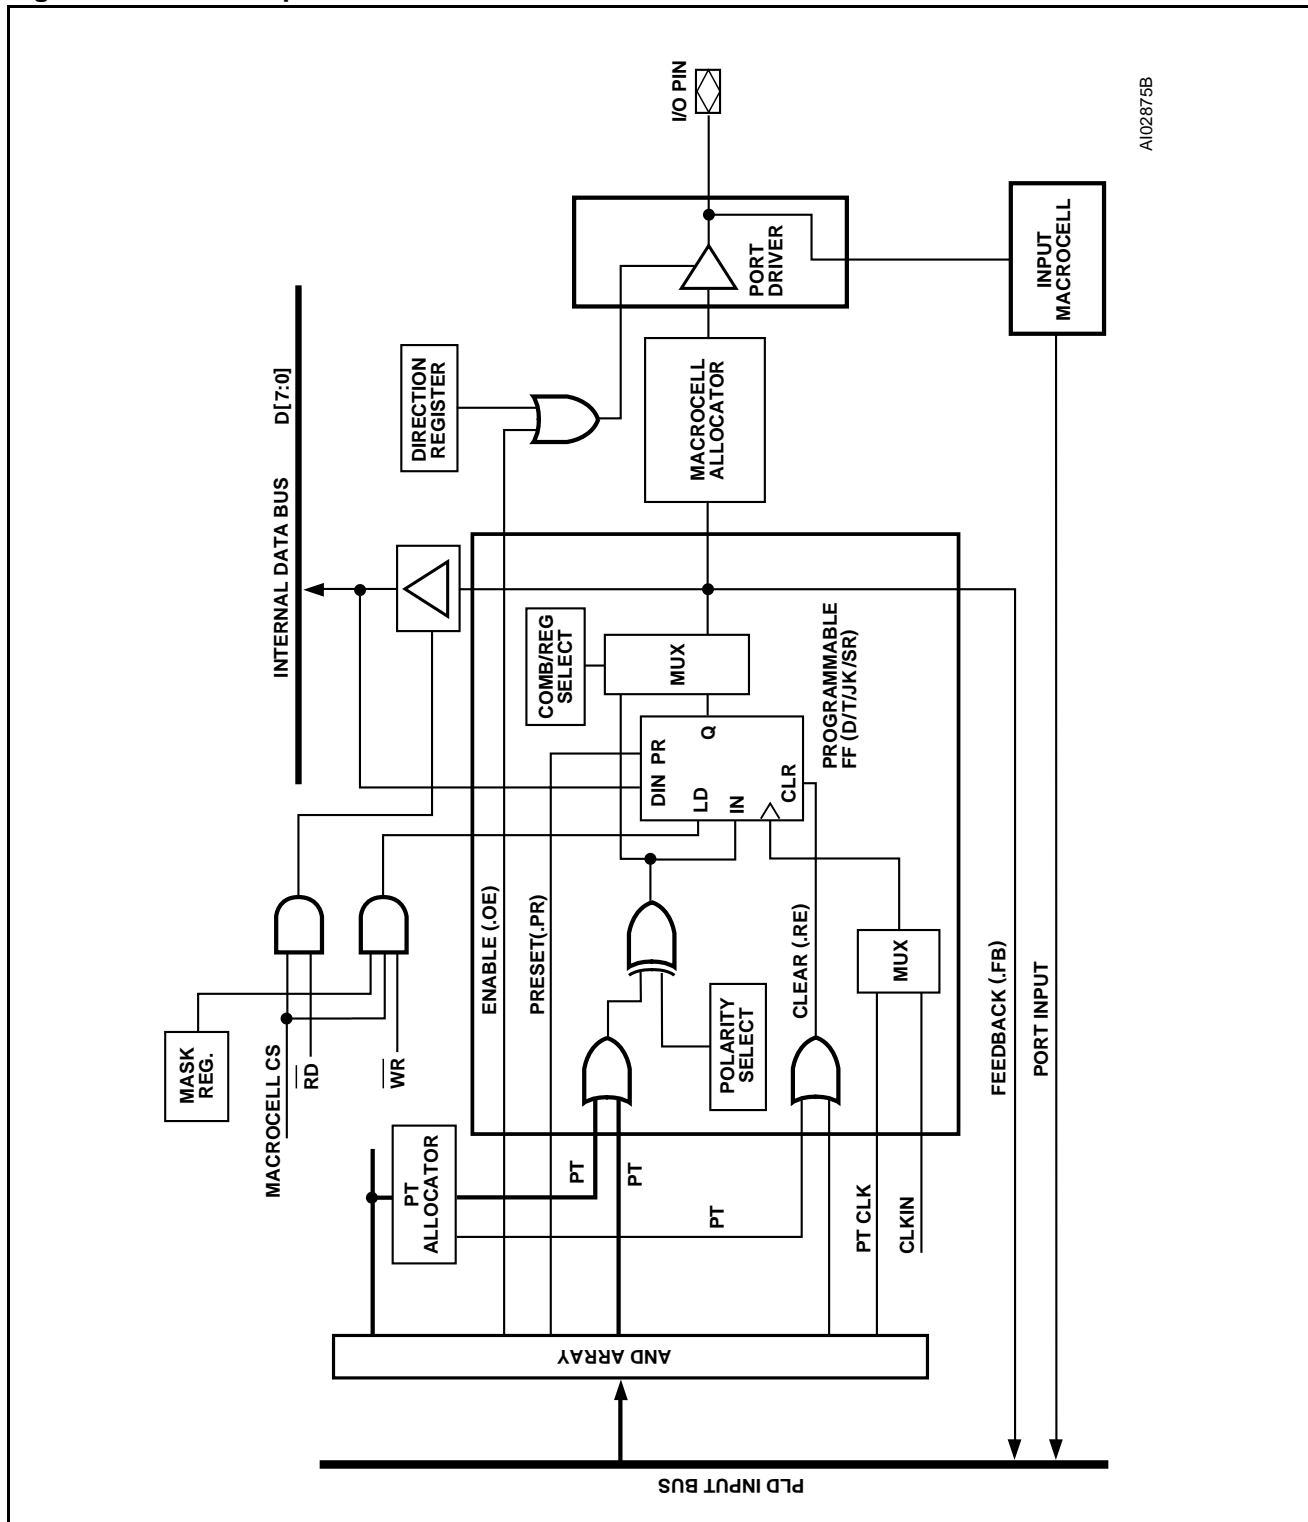 I/O PIN
AI02875B
PORT
DRIVER
INPUT
MACROCELL
INTERNAL DATA BUS D[7:0]
DIRECTION
REGISTER
MACROCELL
ALLOCATOR
COMB/REG
SELECT
MUX
PROGRAMMABLE
FF (D/T/JK/SR)
DIN PR
LD
Q
IN
CLR
ENABLE (.OE)
PRESET(.PR)
CLEAR (.RE)
MUX
FEEDBACK (.FB)
PORT INPUT
POLARITY
SELECT
MASK
REG.
MACROCELL CS
RD
WR
PT
ALLOCATOR
PT
PT
PT
PT CLK
CLKIN
AND ARRAY
PLD INPUT BUS